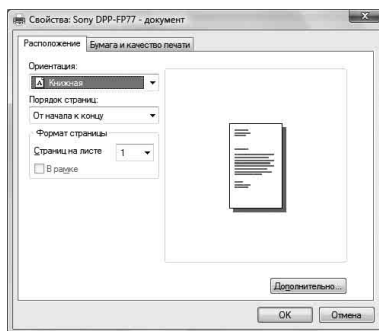 Свойства: Sony DPP-FP77 - документ
Расположение Бумага и качество печати
Ориентация:
A Книжная
Порядок страниц:
От начала к концу
Формат страницы
Страниц на листе 1
В рамке
Дополнительно...
OK Отмена